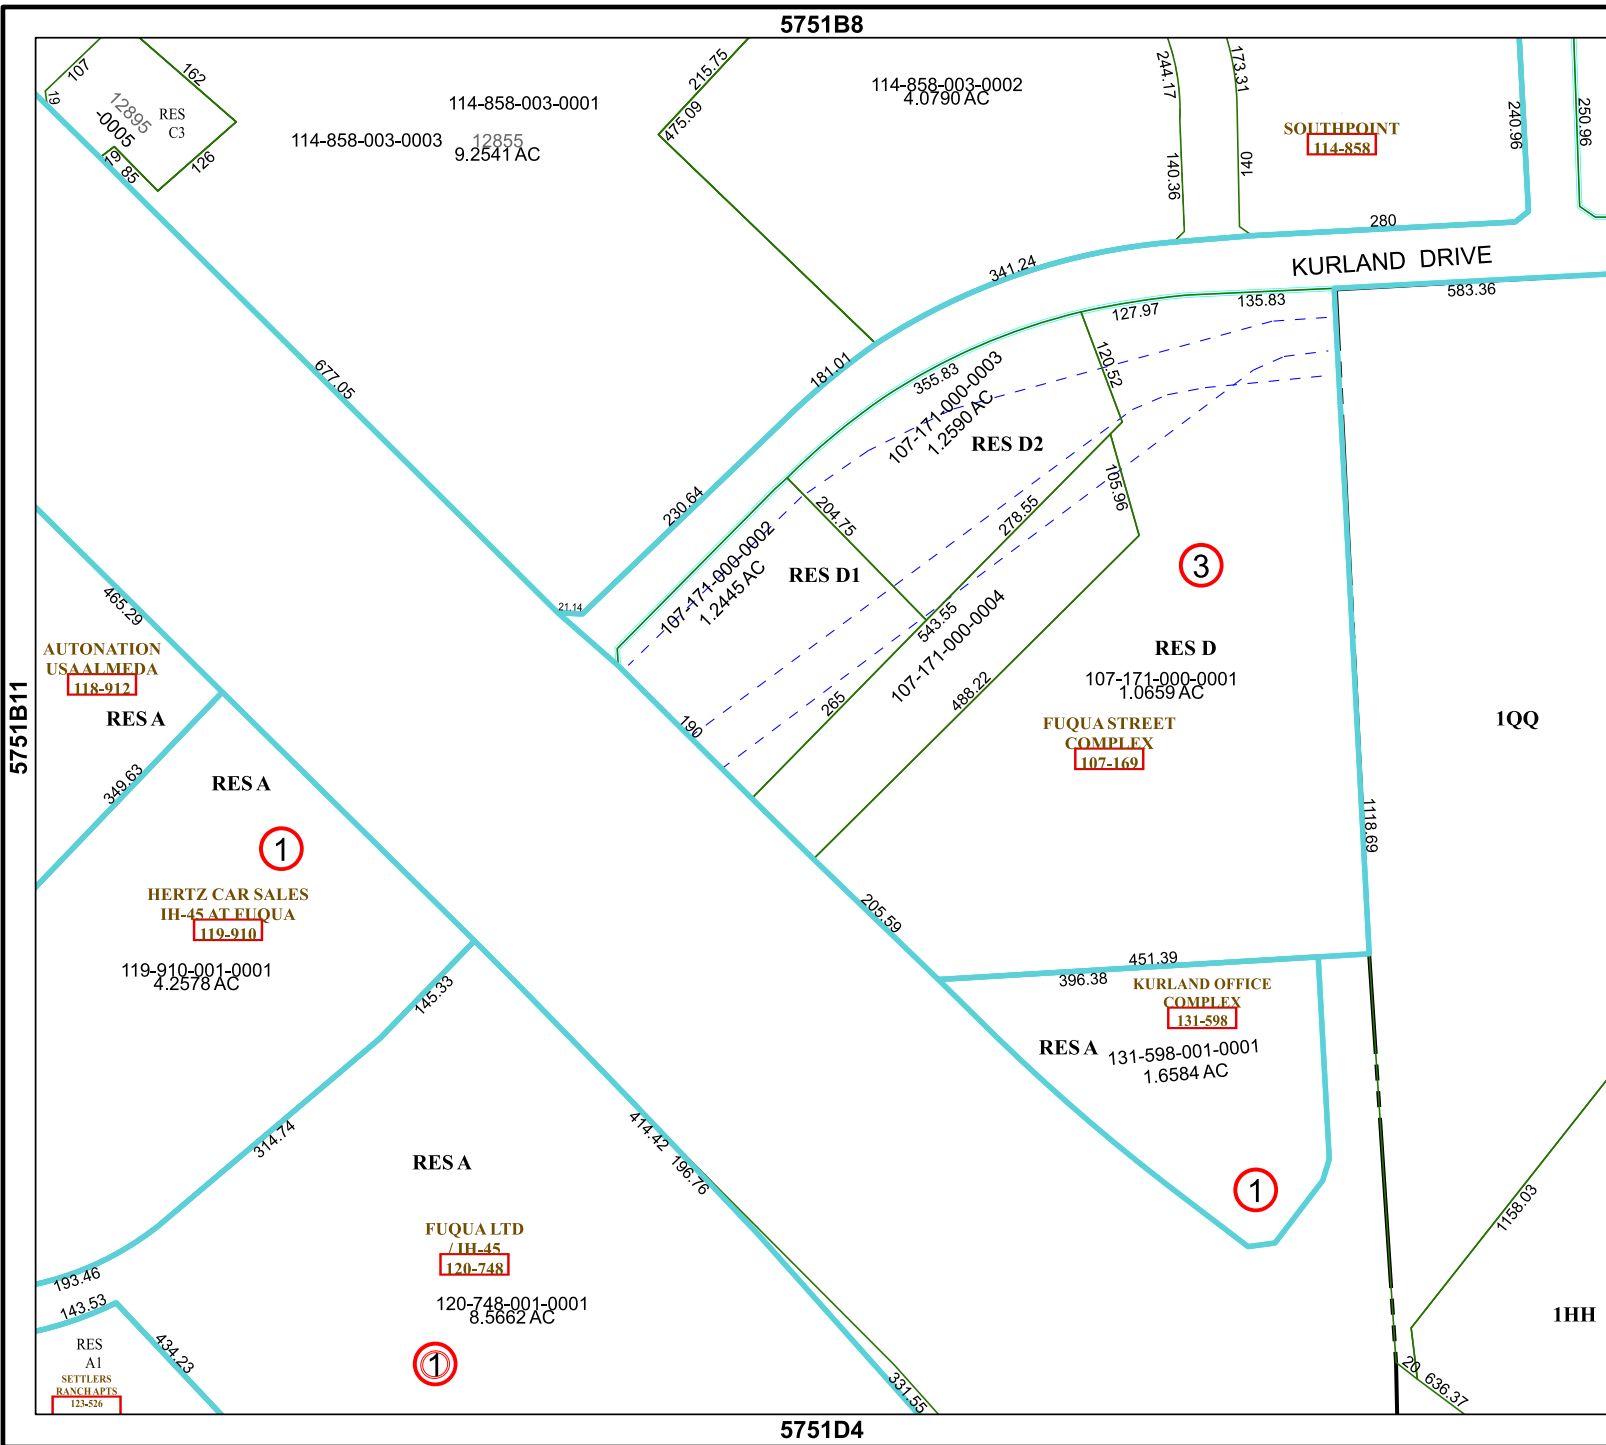 5751B8
107
162
19
12895
-0005
RES
C3
126
19
85
114-858-003-0001
114-858-003-0003
12855
9.2541 AC
215.75
475.09
114-858-003-0002
4.0790 AC
244.17
173.31
140.36
140
SOUTHPOINT
114-858
240.96
250.96
280
KURLAND DRIVE
583.36
341.24
181.01
230.64
677.05
21.14
127.97
135.83
355.83
120.52
107-171-000-0003
1.2590 AC
RES D2
105.96
278.55
204.75
107-171-000-0002
1.2445 AC
RES D1
543.55
107-171-000-0004
265
488.22
190
3
RES D
107-171-000-0001
1.0659 AC
FUQUA STREET
COMPLEX
107-169
1QQ
1118.69
465.29
AUTONATION
USA ALMEDA
118-912
RES A
5751B11
349.63
RES A
1
HERTZ CAR SALES
IH-45 AT FUQUA
119-910
119-910-001-0001
4.2578 AC
145.33
314.74
205.59
451.39
396.38
KURLAND OFFICE
COMPLEX
131-598
RES A
131-598-001-0001
1.6584 AC
1
414.42
196.76
RES A
FUQUA LTD
/ IH-45
120-748
120-748-001-0001
8.5662 AC
1
193.46
143.53
434.23
RES
A1
SETTLERS
RANCH APTS
123-526
331.55
1158.03
1HH
20
636.37
5751D4